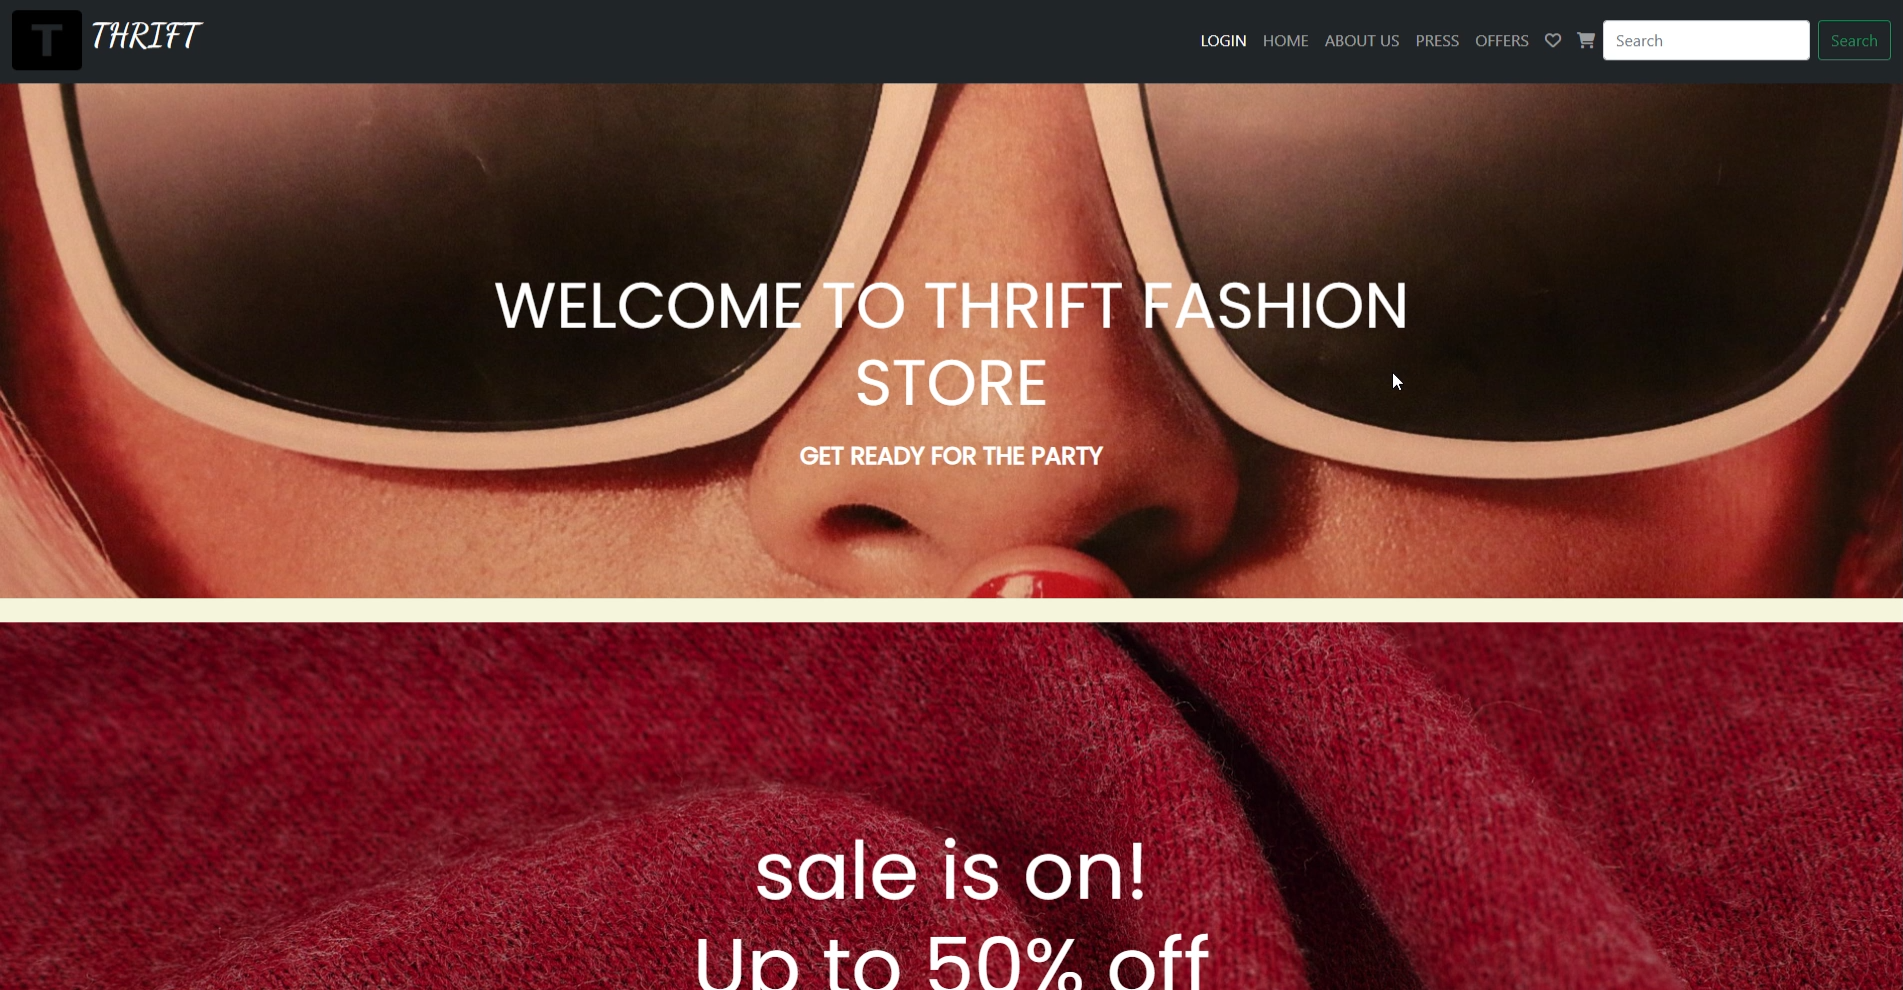 T THRIFT LOGIN HOME ABOUT US PRESS OFFERS Search Search
WELCOME TO THRIFT FASHION
STORE
GET READY FOR THE PARTY
sale is on!
Up to 50% off